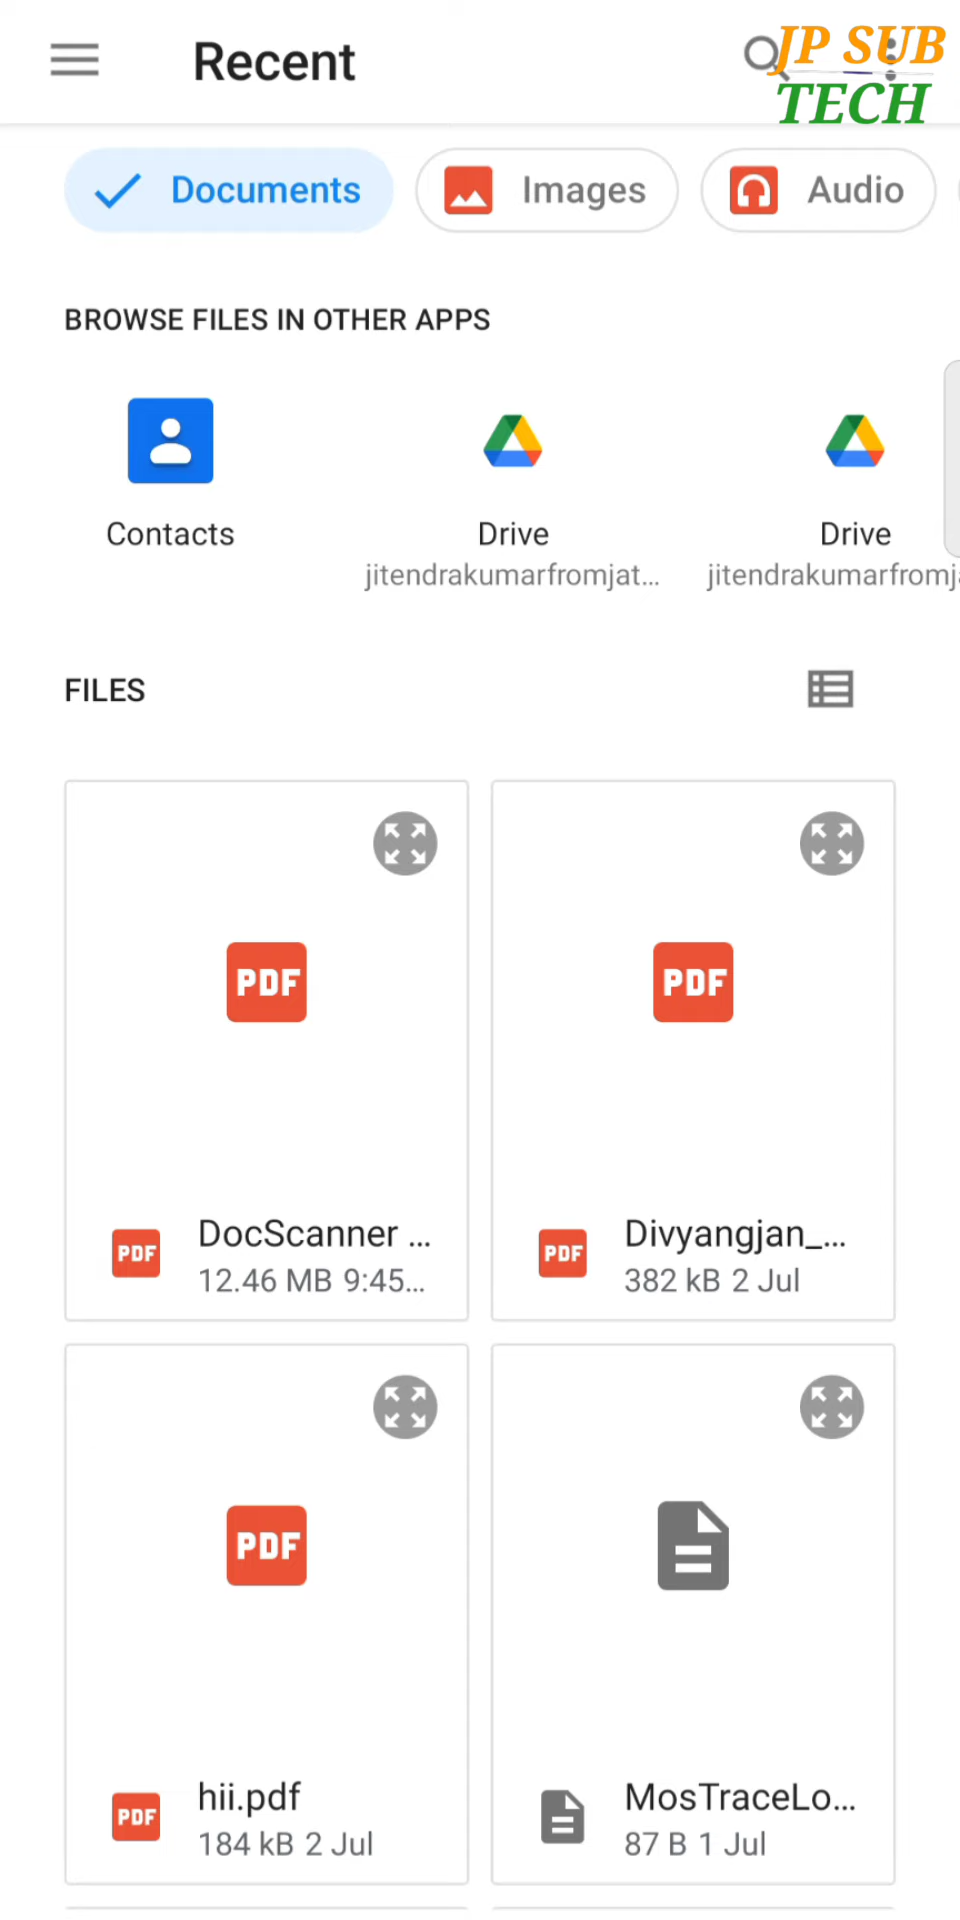 Recent
JP SUB
TECH
Documents
Images
Audio
BROWSE FILES IN OTHER APPS
Contacts
Drive
jitendrakumarfromjat...
Drive
jitendrakumarfromj
FILES
PDF
PDF
PDF
DocScanner ...
12.46 MB 9:45...
PDF
Divyangjan_...
382 kB 2 Jul
PDF
PDF
hii.pdf
184 kB 2 Jul
MosTraceLo...
87 B 1 Jul